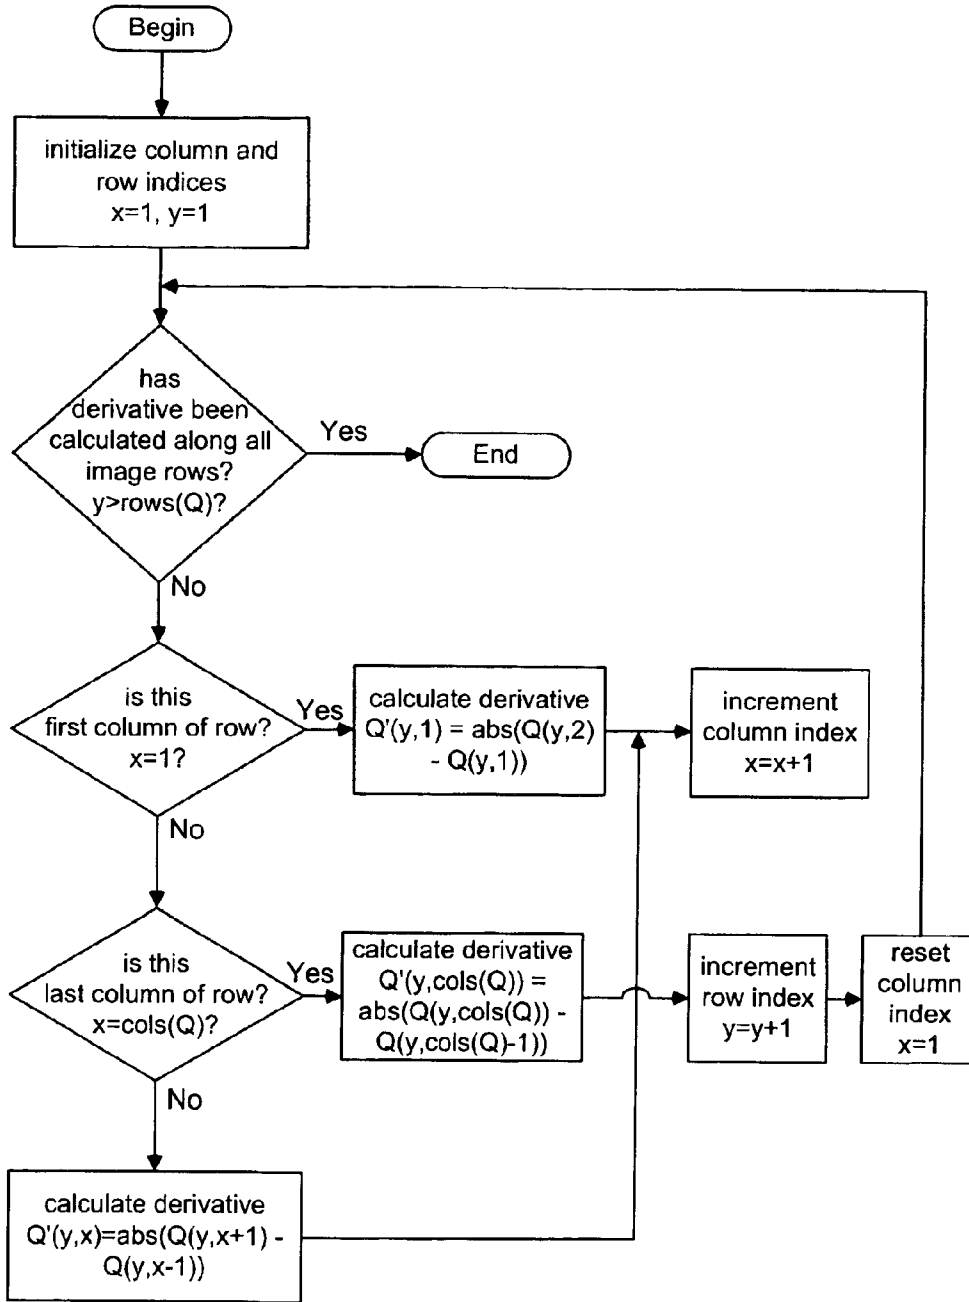 Begin
initialize column and
row indices
x=1, y=1
has
derivative been
calculated along all
image rows?
y>rows(Q)?
Yes
End
No
is this
first column of row?
x=1?
Yes
calculate derivative
Q'(y,1) = abs(Q(y,2)
- Q(y,1))
increment
column index
x=x+1
No
is this
last column of row?
x=cols(Q)?
Yes
calculate derivative
Q'(y,cols(Q)) =
abs(Q(y,cols(Q)) -
Q(y,cols(Q)-1))
increment
row index
y=y+1
reset
column
index
x=1
No
calculate derivative
Q'(y,x)=abs(Q(y,x+1) -
Q(y,x-1))